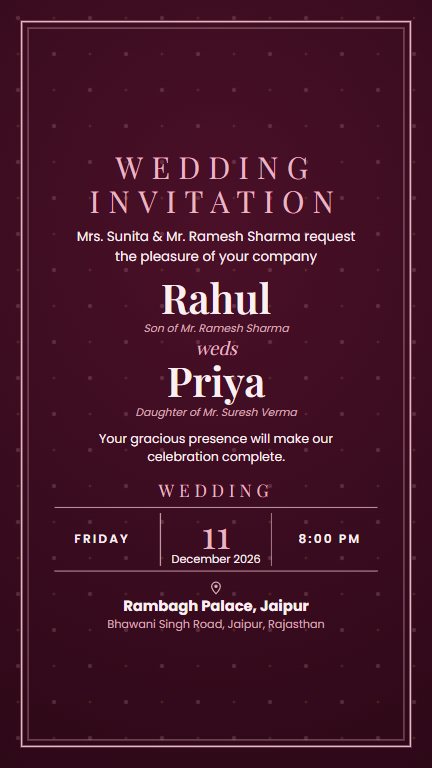 WEDDING
INVITATION
Mrs. Sunita & Mr. Ramesh Sharma request
the pleasure of your company
Rahul
Son of Mr. Ramesh Sharma
weds
Priya
Daughter of Mr. Suresh Verma
Your gracious presence will make our
celebration complete.
WEDDING
FRIDAY
11
December 2026
8:00 PM
Rambagh Palace, Jaipur
Bhawani Singh Road, Jaipur, Rajasthan